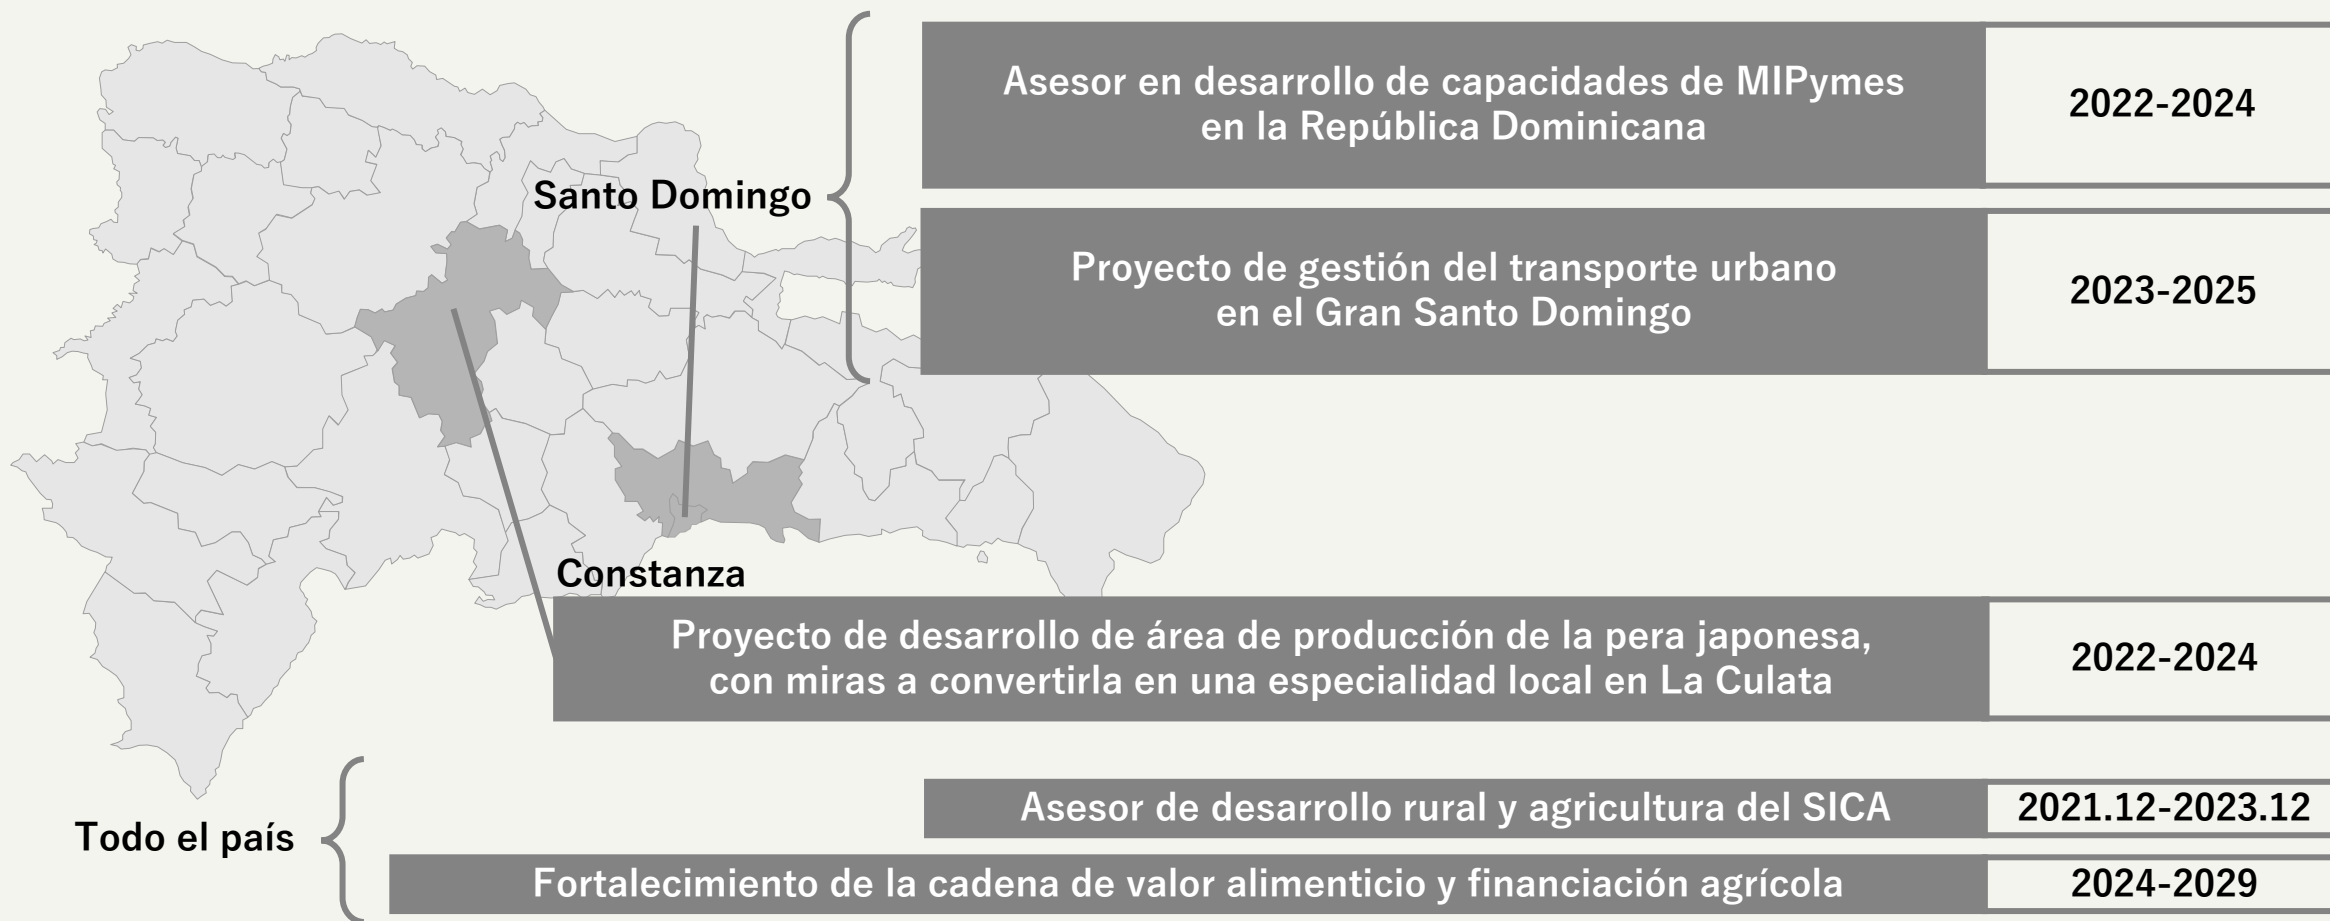 Santo Domingo
Asesor en desarrollo de capacidades de MIPymes
en la República Dominicana
2022-2024
Proyecto de gestión del transporte urbano
en el Gran Santo Domingo
2023-2025
Constanza
Proyecto de desarrollo de área de producción de la pera japonesa,
con miras a convertirla en una especialidad local en La Culata
2022-2024
Todo el país
Asesor de desarrollo rural y agricultura del SICA
2021.12-2023.12
Fortalecimiento de la cadena de valor alimenticio y financiación agrícola
2024-2029